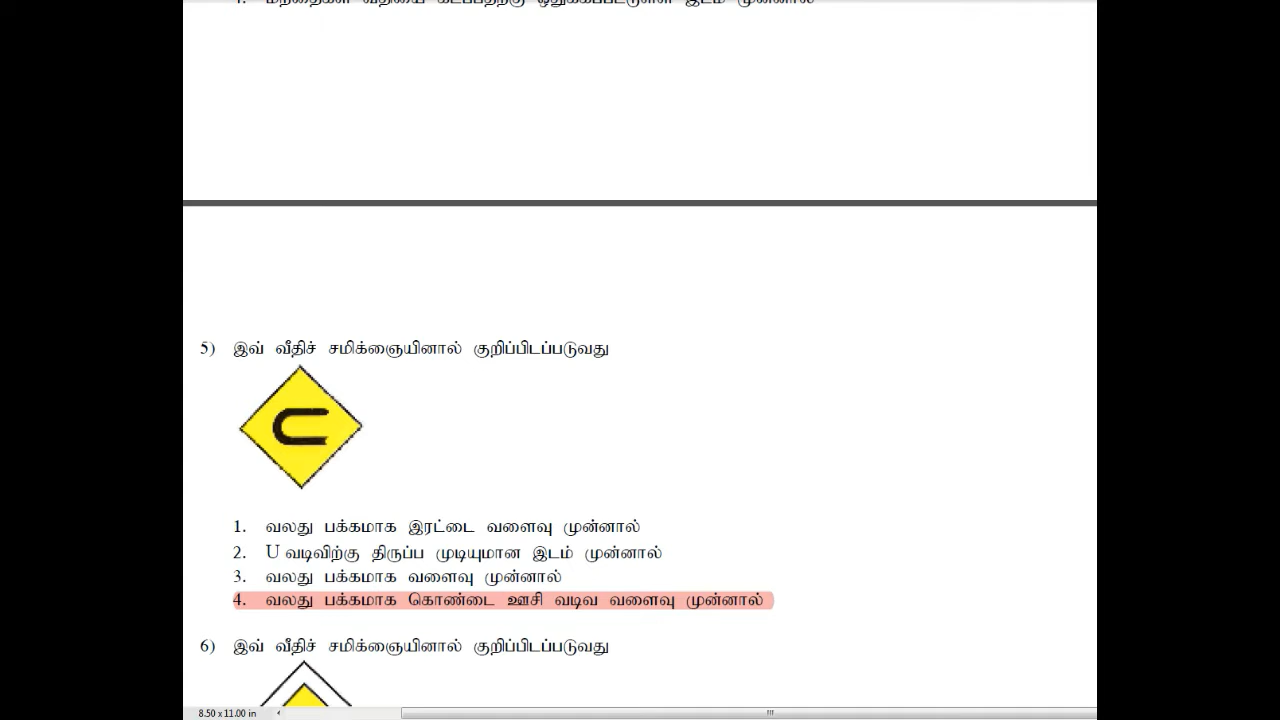 5) இவ் வீதிச் சமிக்ஞையினால் குறிப்பிடப்படுவது
1. வலது பக்கமாக இரட்டை வளைவு முன்னால்
2. U வடிவிற்கு திருப்ப முடியுமான இடம் முன்னால்
3. வலது பக்கமாக வளைவு முன்னால்
4. வலது பக்கமாக கொண்டை ஊசி வடிவ வளைவு முன்னால்
6) இவ் வீதிச் சமிக்ஞையினால் குறிப்பிடப்படுவது
8.50 x 11.00 in